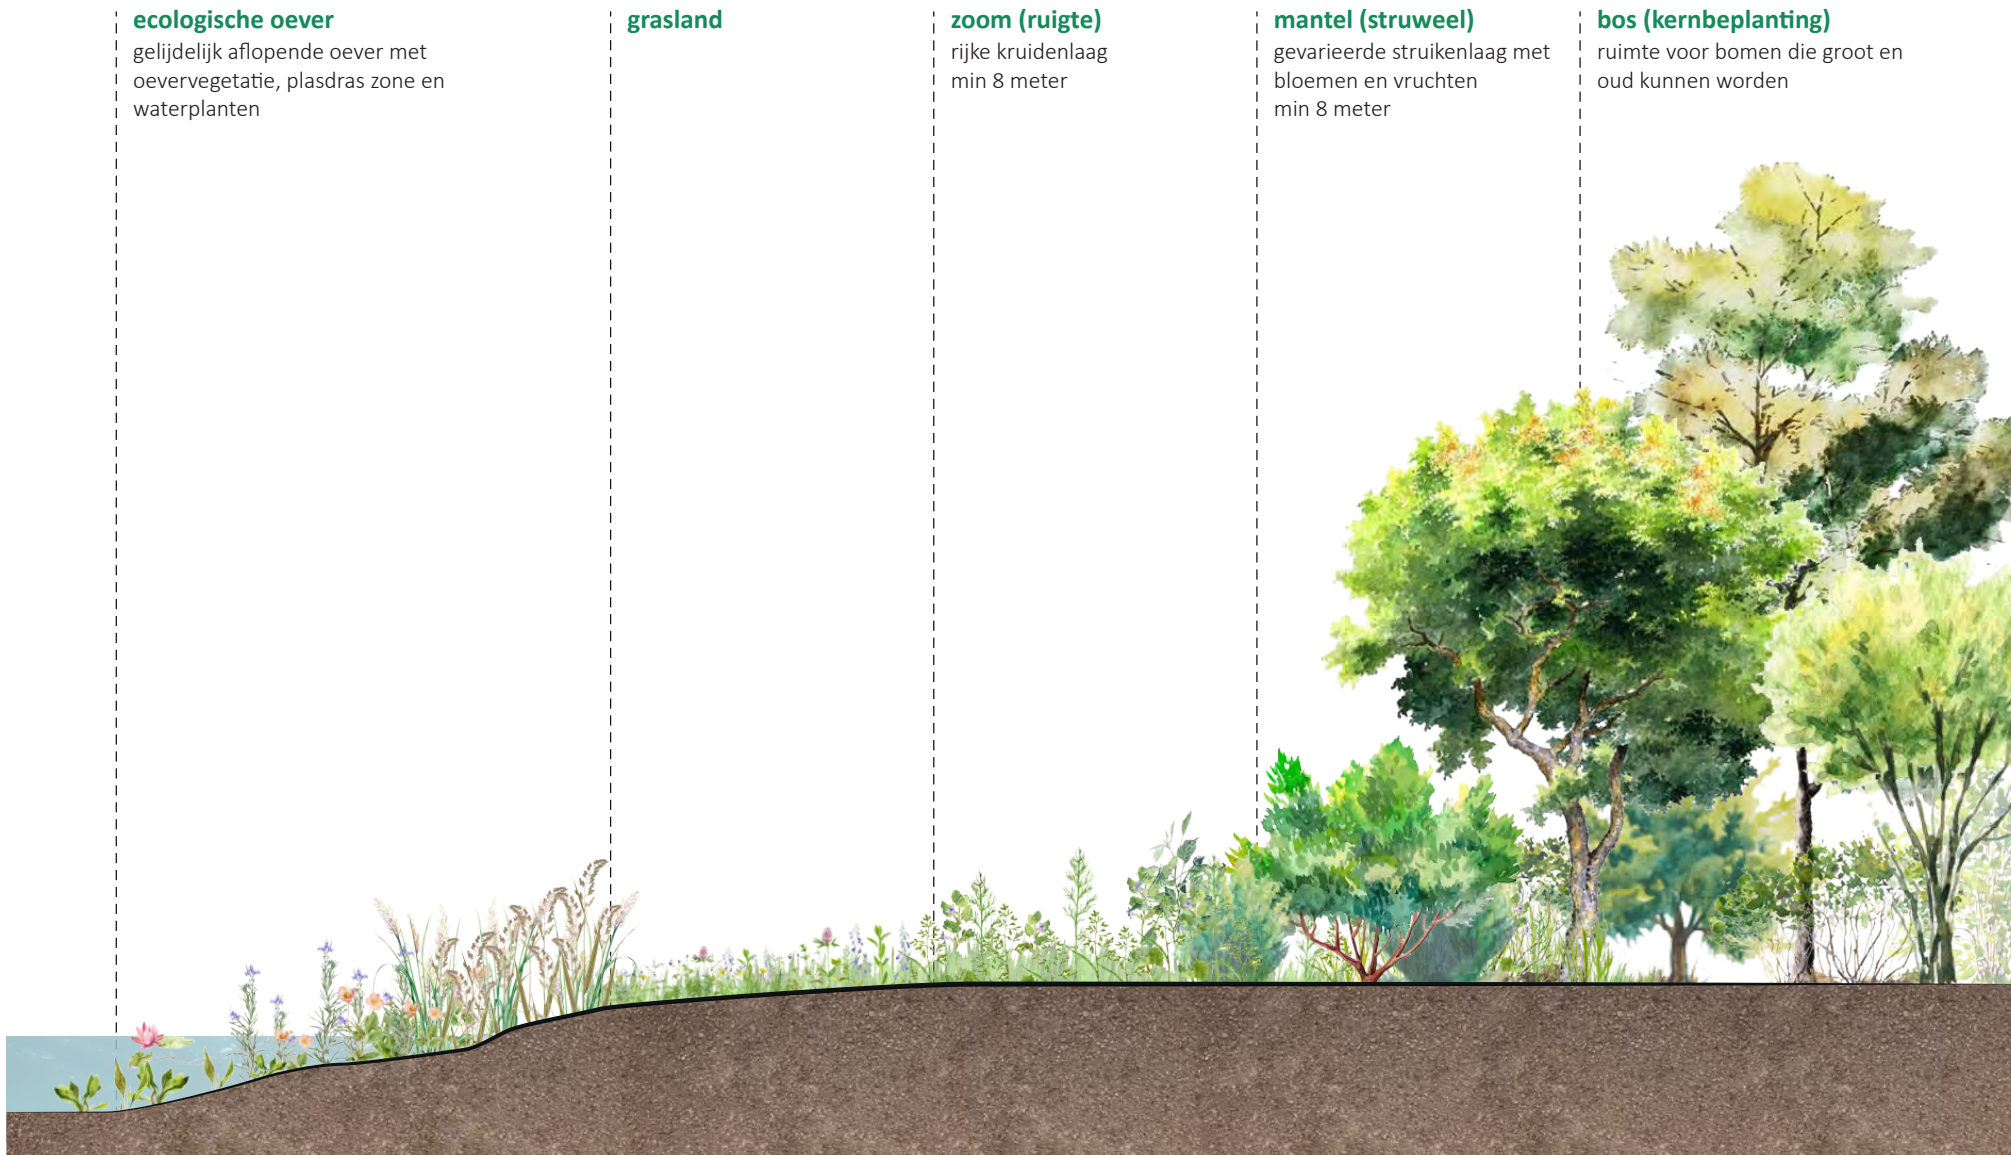 ecologische oever
gelijdelijk aflopende oever met
oevervegetatie, plasdras zone en
waterplanten
grasland
zoom (ruigte)
rijke kruidenlaag
min 8 meter
mantel (struweel)
gevarieerde struikenlaag met
bloemen en vruchten
min 8 meter
bos (kernbeplanting)
ruimte voor bomen die groot en
oud kunnen worden